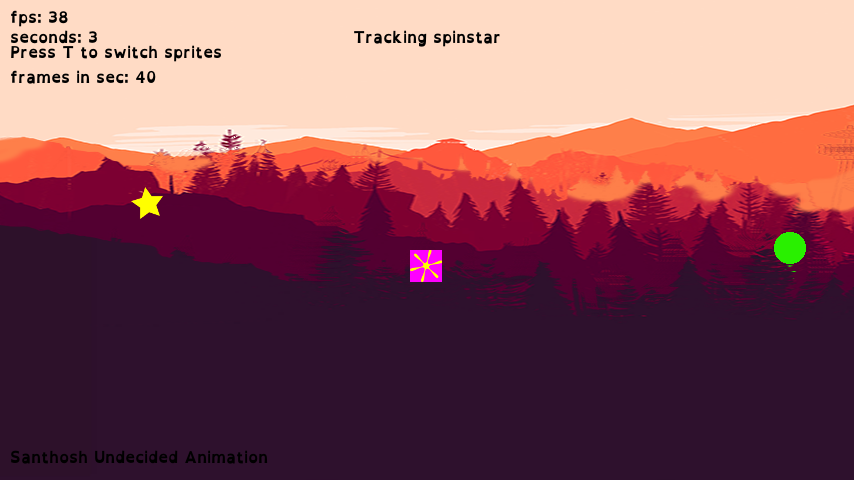 fps: 38
seconds: 3
Tracking spinstar
Press T to switch sprites
frames in sec: 40
Santhosh Undecided Animation